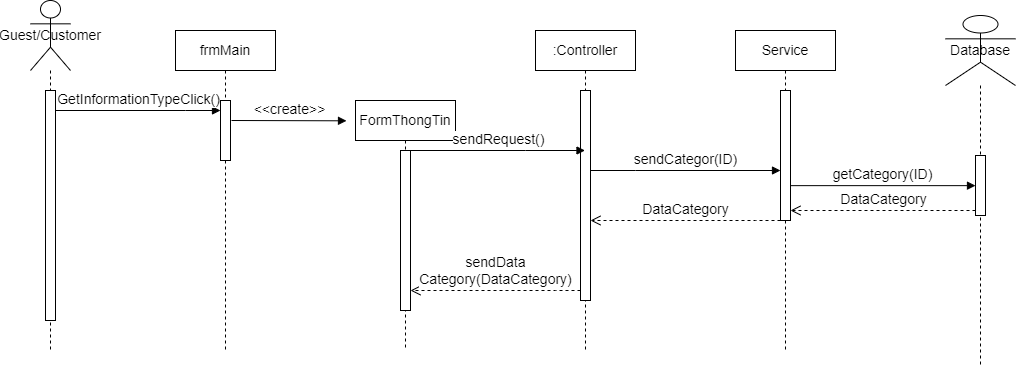 Guest/Customer
frmMain
:Controller
Service
Database
GetInformationTypeClick()
<<create>>
FormThongTin
sendRequest()
sendCategor(ID)
getCategory(ID)
DataCategory
DataCategory
sendData
Category(DataCategory)